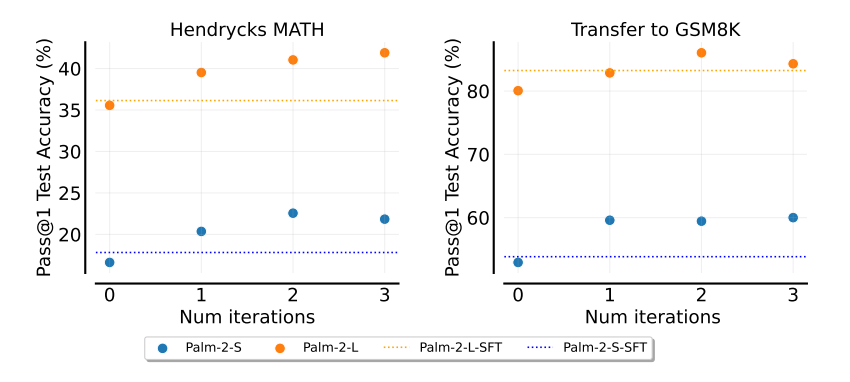 Hendrycks MATH
Pass@1 Test Accuracy (%)
40
35
30
25
20
0 1 2 3
Num iterations
Transfer to GSM8K
Pass@1 Test Accuracy (%)
80
70
60
0 1 2 3
Num iterations
Palm-2-S Palm-2-L Palm-2-L-SFT Palm-2-S-SFT